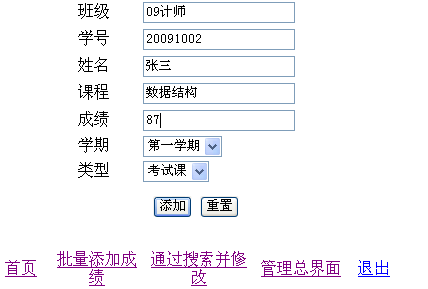 班级 09计师
学号 20091002
姓名 张三
课程 数据结构
成绩 87
学期 第一学期
类型 考试课
添加 重置
首页 批量添加成绩 通过搜索并修改 管理总界面 退出